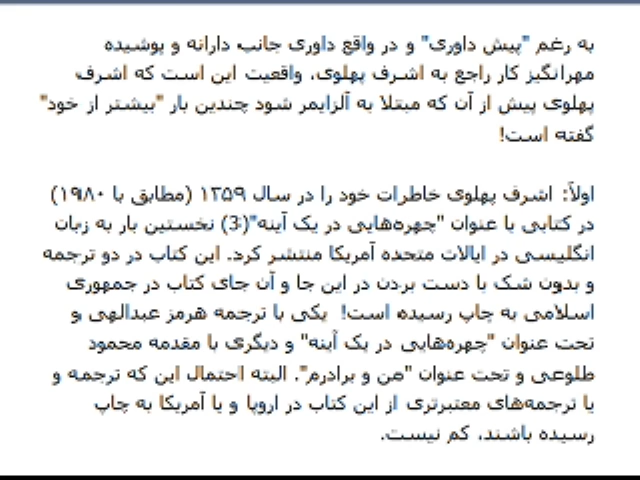 به رغم "پیش داوری" و در واقع داوری جانب دارانه و پوشیده
مهرانگیز کار راجع به اشرف پهلوی، واقعیت این است که اشرف
پهلوی پیش از آن که مبتلا به آلزایمر شود چندین بار "بیشتر از خود"
گفته است!
اولاً: اشرف پهلوی خاطرات خود را در سال ۱۳۵۹ (مطابق با ۱۹۸۰)
در کتابی با عنوان "چهره‌هایی در یک آینه"(3) نخستین بار به زبان
انگلیسی در ایالات متحده آمریکا منتشر کرد. این کتاب در دو ترجمه
و بدون شک با دست بردن در این جا و آن جای کتاب در جمهوری
اسلامی به چاپ رسیده است! یکی با ترجمه هرمز عبدالهی و
تحت عنوان "چهره‌هایی در یک آینه" و دیگری با مقدمه محمود
طلوعی و تحت عنوان "من و برادرم". البته احتمال این که ترجمه و
یا ترجمه‌های معتبرتری از این کتاب در اروپا و یا آمریکا به چاپ
رسیده باشند، کم نیست.